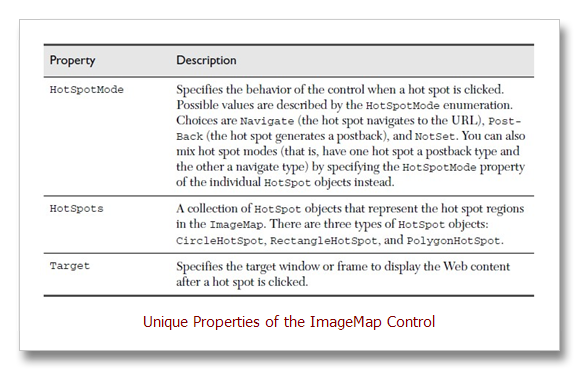 Property Description
HotSpotMode Specifies the behavior of the control when a hot spot is clicked.
Possible values are described by the HotSpotMode enumeration.
Choices are Navigate (the hot spot navigates to the URL), Post-
Back (the hot spot generates a postback), and NotSet. You can also
mix hot spot modes (that is, have one hot spot a postback type and
the other a navigate type) by specifying the HotSpotMode property
of the individual HotSpot objects instead.
HotSpots A collection of HotSpot objects that represent the hot spot regions
in the ImageMap. There are three types of HotSpot objects:
CircleHotSpot, RectangleHotSpot, and PolygonHotSpot.
Target Specifies the target window or frame to display the Web content
after a hot spot is clicked.
Unique Properties of the ImageMap Control